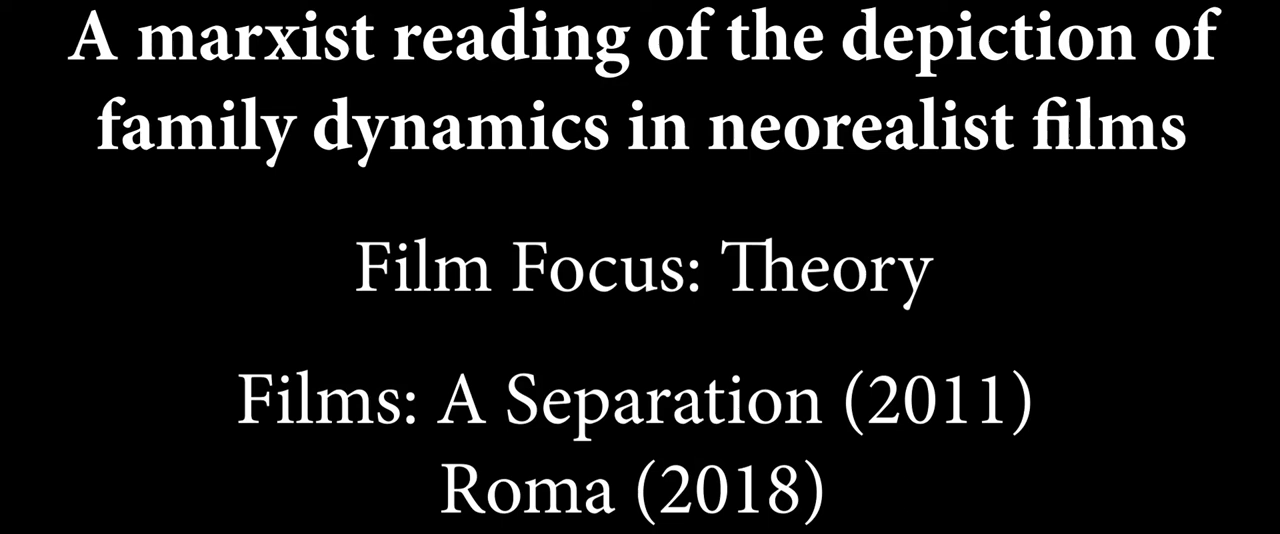 A marxist reading of the depiction of
family dynamics in neorealist films
Film Focus: Theory
Films: A Separation (2011)
Roma (2018)